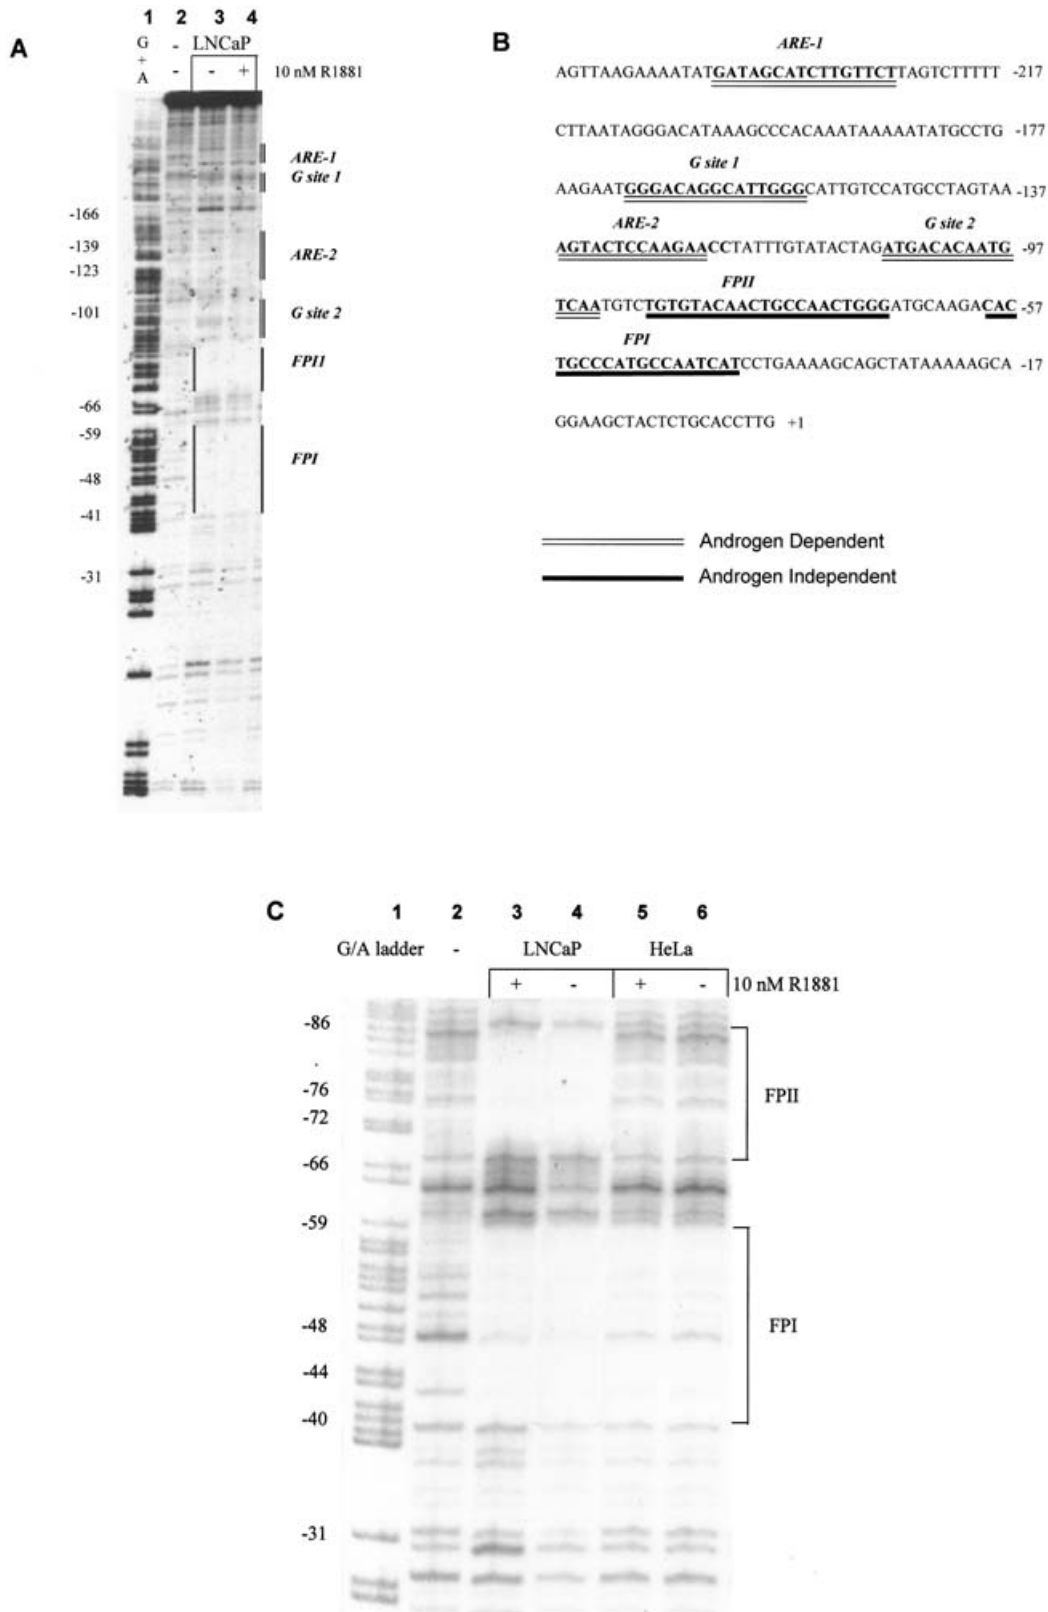 A
1 2 3 4
G + A
- LNCaP
- - + 10 nM R1881
ARE-1
G site 1
-166
-139
ARE-2
-123
-101
G site 2
FPII
-66
-59
FPI
-48
-41
-31
B
ARE-1
AGTTAAGAAAATATGATAGCATCTTGTTCTTAGTCTTTTT -217
CTTAATAGGGACATAAAGCCCACAAATAAAAATATGCCTG -177
G site 1
AAGAATGGGACAGGCATTGGGCATTGTCCATGCCTAGTAA -137
ARE-2 G site 2
AGTACTCCAAGAACCTATTTGTATACTAGATGACACAATG -97
FPII
TCAATGTCTGTGTACAACTGCCAACTGGGATGCAAGACAC -57
FPI
TGCCCATGCCAATCATCCTGAAAAGCAGCTATAAAAAGCA -17
GGAAGCTACTCTGCACCTTG +1
Androgen Dependent
Androgen Independent
C
1 2 3 4 5 6
G/A ladder - LNCaP HeLa
+ - + - 10 nM R1881
-86
-76
FPII
-72
-66
-59
-48
FPI
-44
-40
-31